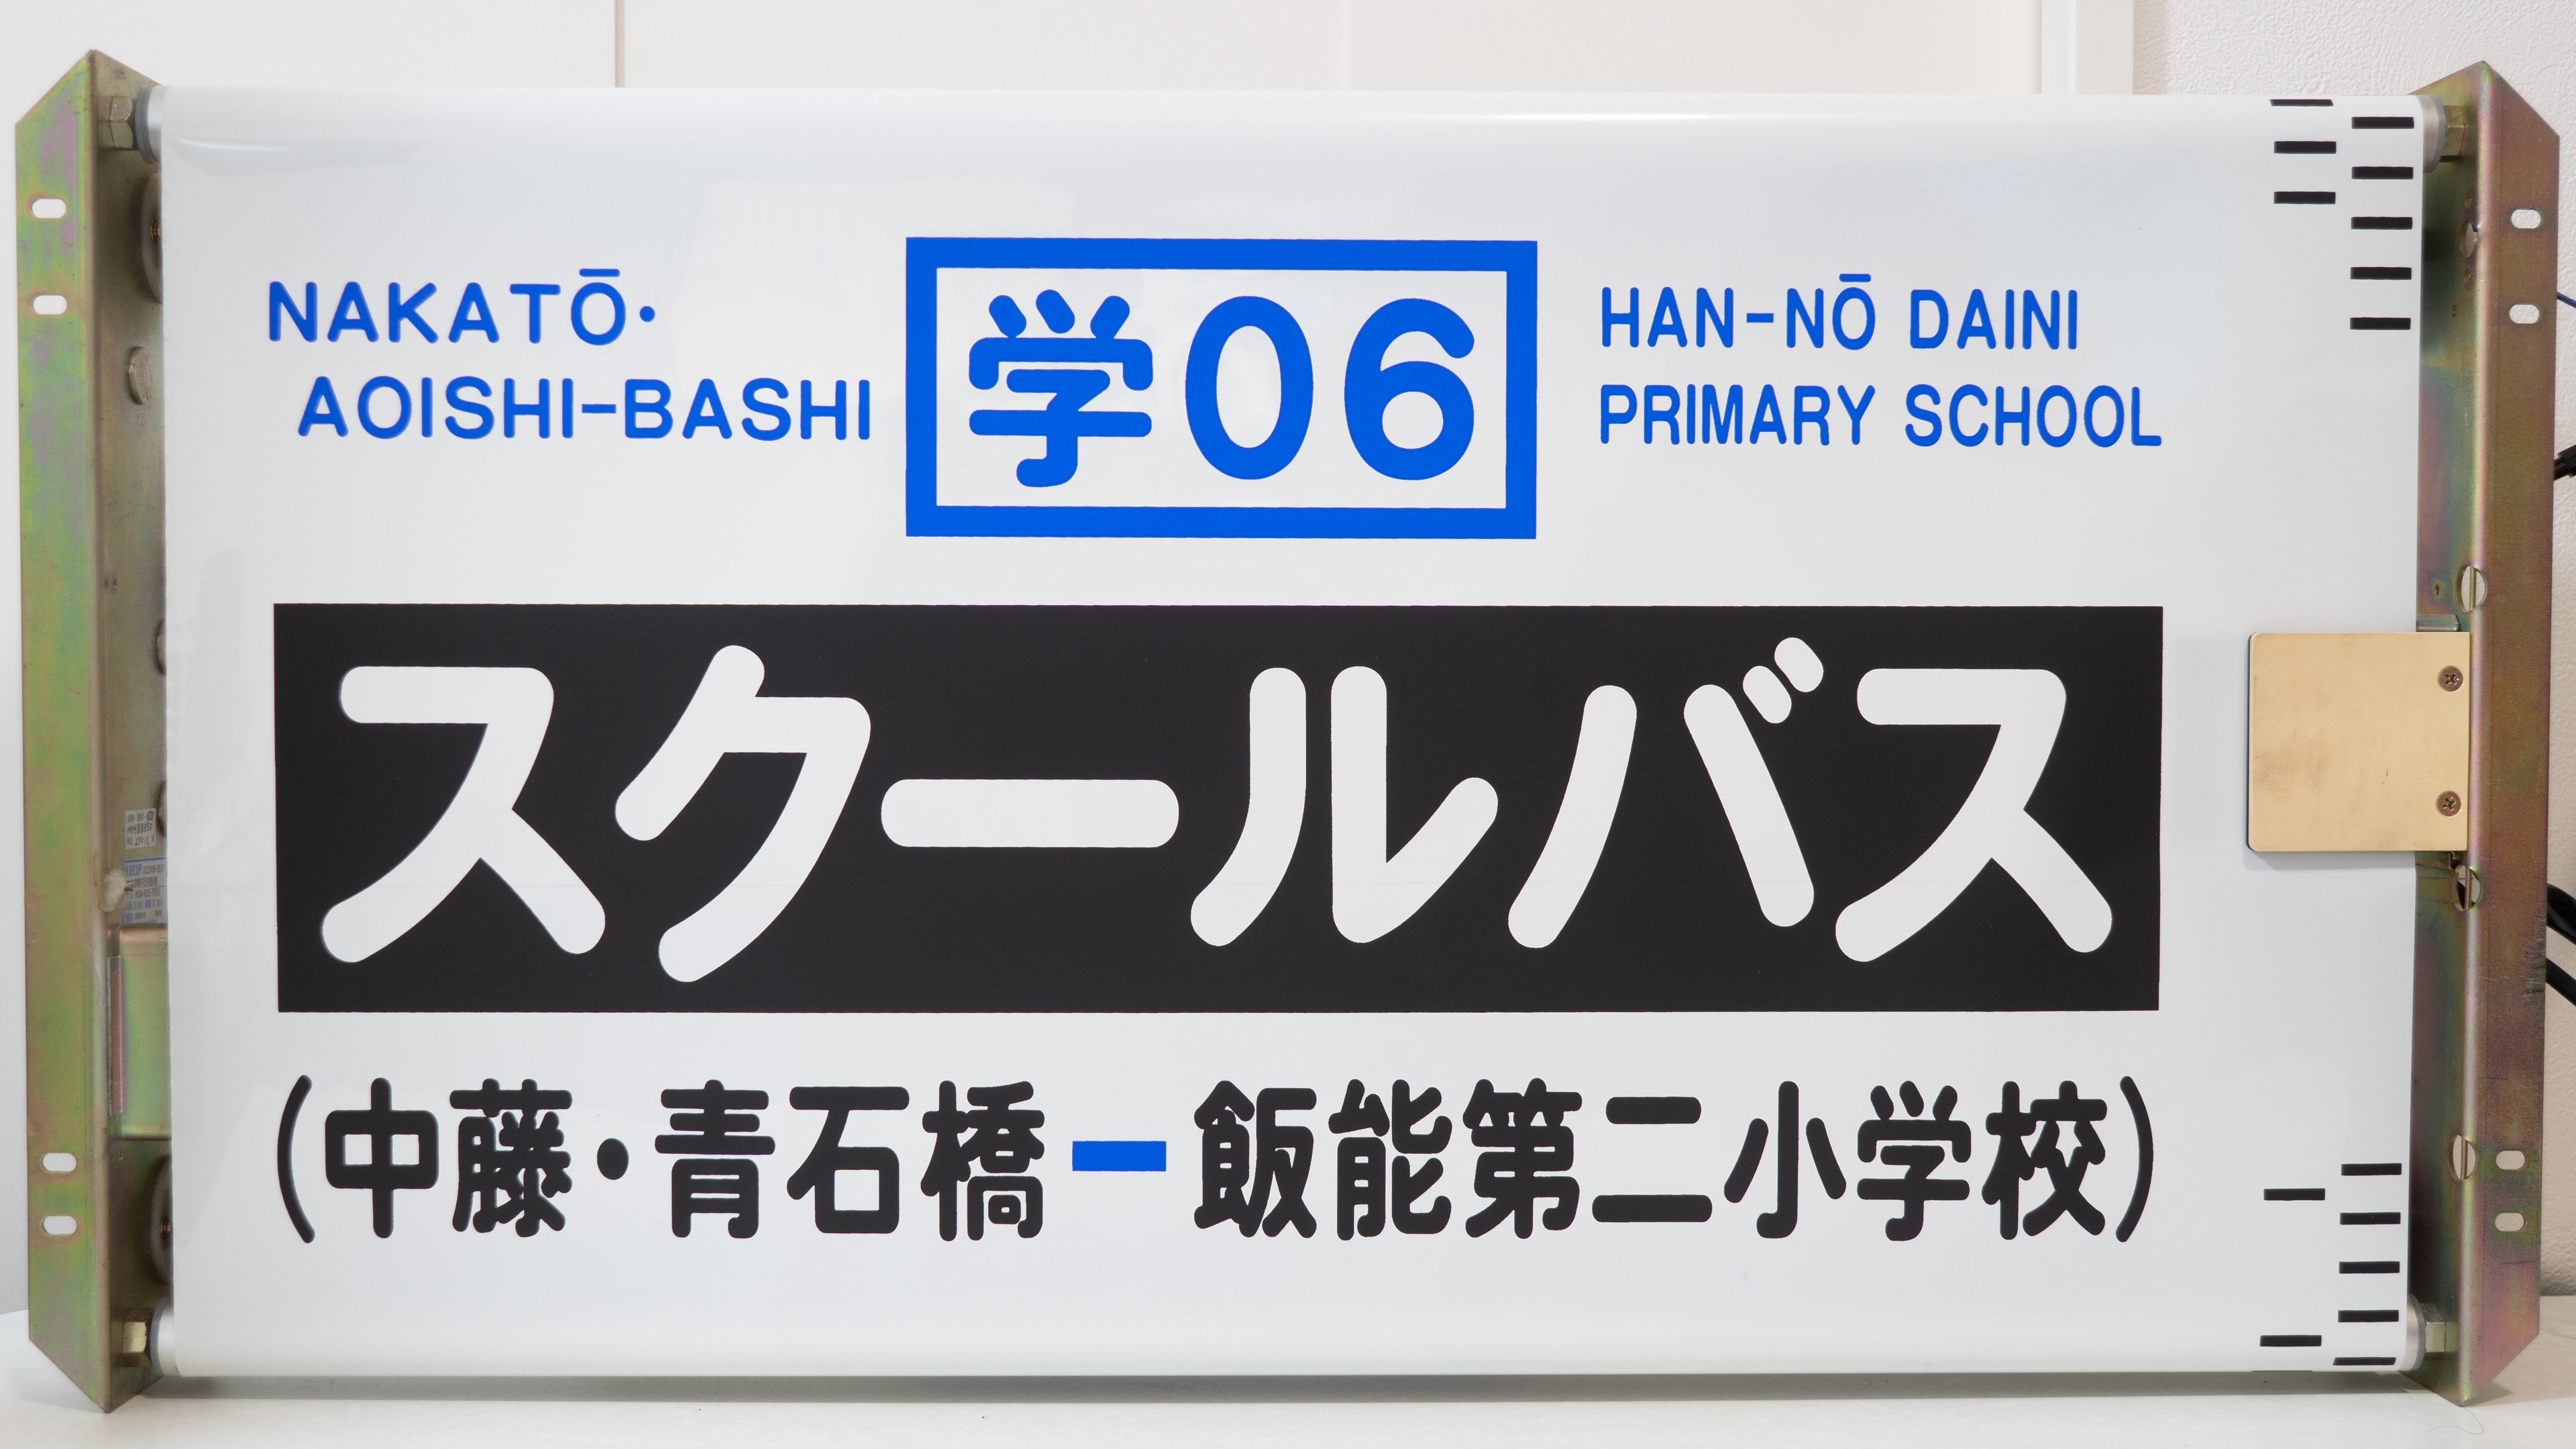 NAKATŌ・
AOISHI-BASHI
学06
HAN-NŌ DAINI
PRIMARY SCHOOL
スクールバス
(中藤・青石橋ー飯能第二小学校)